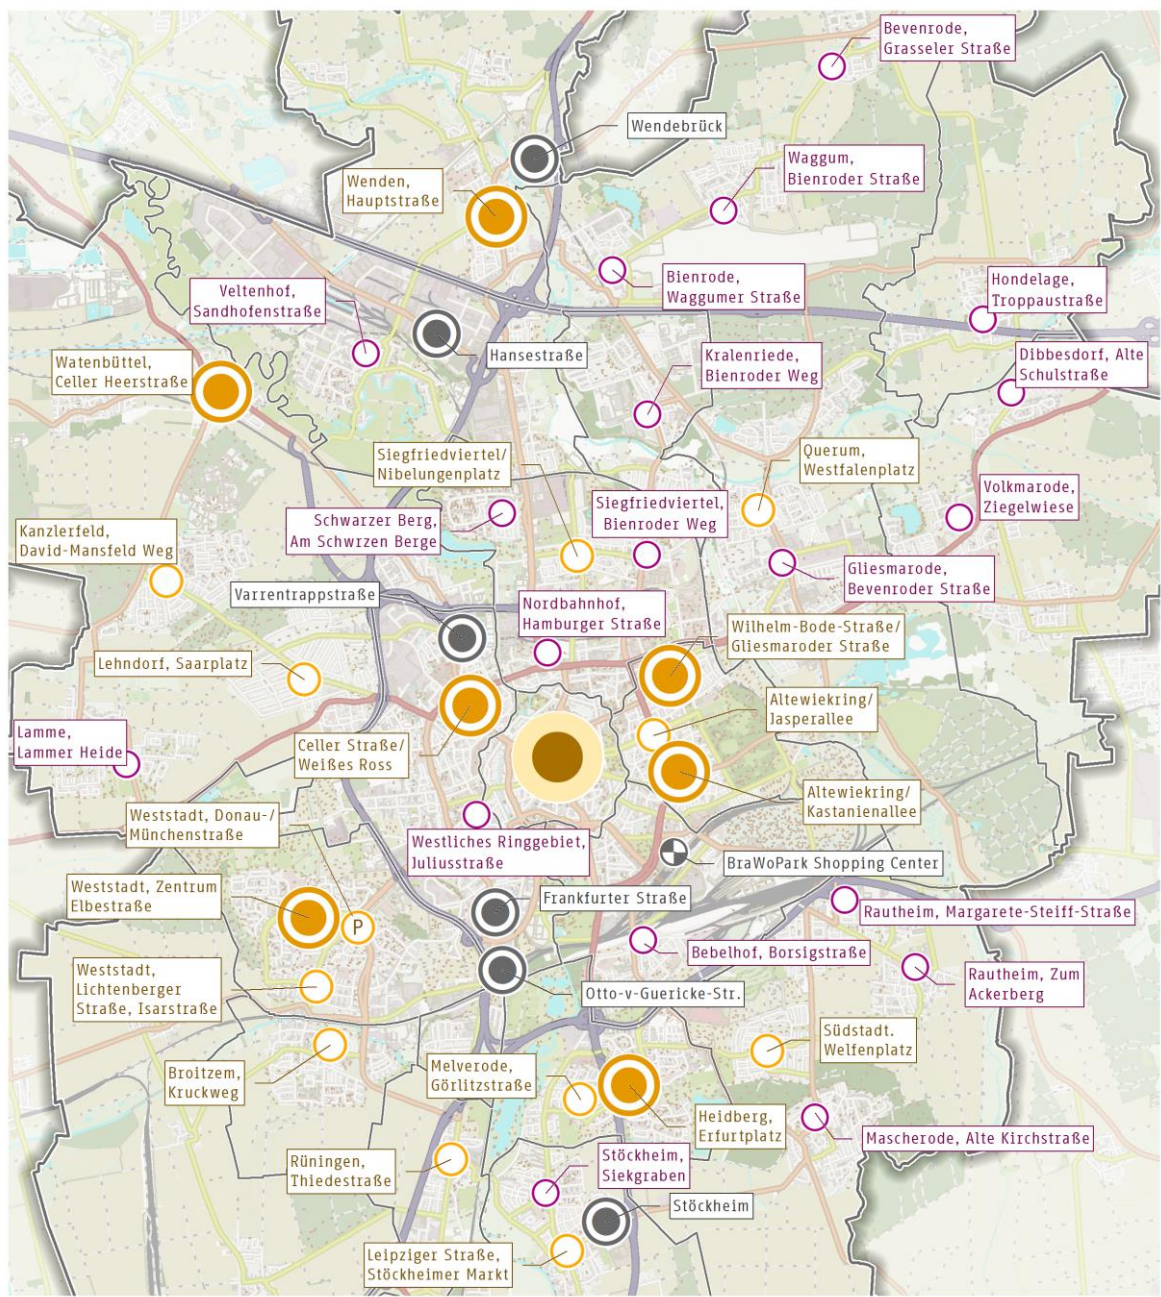 Bevenrode,
Grasseler Straße
Wendebrück
Waggum,
Bienroder Straße
Wenden,
Hauptstraße
Bienrode,
Waggumer Straße
Hondelage,
Troppaustraße
Veltenhof,
Sandhofenstraße
Hansestraße
Kralenriede,
Bienroder Weg
Dibbesdorf, Alte
Schulstraße
Watenbüttel,
Celler Heerstraße
Siegfriedviertel/
Nibelungenplatz
Querum,
Westfalenplatz
Volkmarode,
Ziegelwiese
Schwarzer Berg,
Am Schwrzen Berge
Siegfriedviertel,
Bienroder Weg
Kanzlerfeld,
David-Mansfeld Weg
Gliesmarode,
Bevenroder Straße
Varrentrappstraße
Nordbahnhof,
Hamburger Straße
Wilhelm-Bode-Straße/
Gliesmaroder Straße
Lehndorf, Saarplatz
Altewiekring/
Jasperallee
Lamme,
Lammer Heide
Celler Straße/
Weißes Ross
Altewiekring/
Kastanienallee
Weststadt, Donau-/
Münchenstraße
Westliches Ringgebiet,
Juliusstraße
BraWoPark Shopping Center
Weststadt, Zentrum
Elbestraße
P
Frankfurter Straße
Rautheim, Margarete-Steiff-Straße
Bebelhof, Borsigstraße
Weststadt,
Lichtenberger
Straße, Isarstraße
Otto-v-Guericke-Str.
Rautheim, Zum
Ackerberg
Südstadt.
Welfenplatz
Broitzem,
Kruckweg
Melverode,
Görlitzstraße
Heidberg,
Erfurtplatz
Mascherode, Alte Kirchstraße
Rüningen,
Thiedestraße
Stöckheim,
Siekgraben
Stöckheim
Leipziger Straße,
Stöckheimer Markt